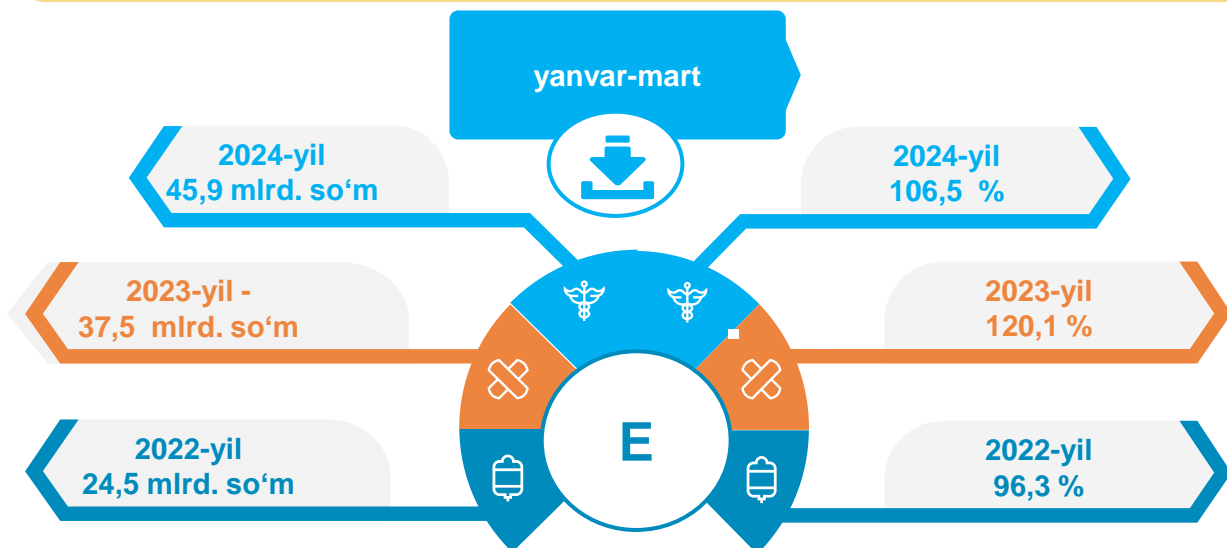 yanvar-mart
2024-yil
45,9 mlrd. so‘m
2024-yil
106,5 %
2023-yil -
37,5 mlrd. so‘m
2023-yil
120,1 %
2022-yil
24,5 mlrd. so‘m
E
2022-yil
96,3 %